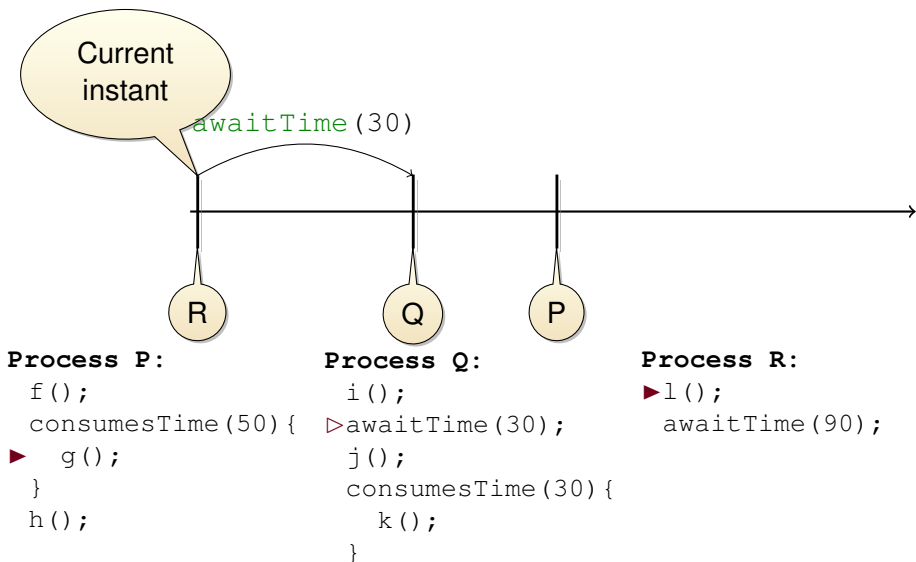 Current
instant
awaitTime(30)
R
Q
P
Process P:
f();
consumesTime(50){
g();
}
h();
Process Q:
i();
awaitTime(30);
j();
consumesTime(30){
k();
}
Process R:
l();
awaitTime(90);